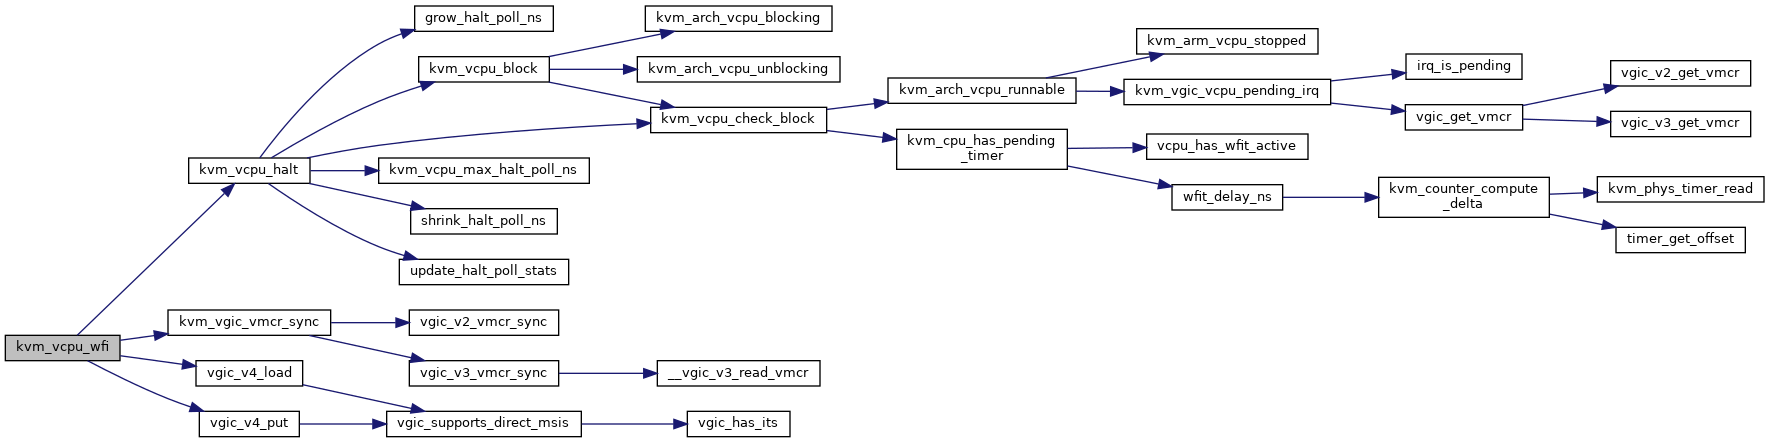 grow_halt_poll_ns
kvm_arch_vcpu_blocking
kvm_arm_vcpu_stopped
kvm_vcpu_block
kvm_arch_vcpu_unblocking
irq_is_pending
vgic_v2_get_vmcr
kvm_arch_vcpu_runnable
kvm_vgic_vcpu_pending_irq
kvm_vcpu_check_block
vgic_get_vmcr
vgic_v3_get_vmcr
kvm_cpu_has_pending
_timer
vcpu_has_wfit_active
kvm_vcpu_halt
kvm_vcpu_max_halt_poll_ns
wfit_delay_ns
kvm_counter_compute
_delta
kvm_phys_timer_read
shrink_halt_poll_ns
timer_get_offset
update_halt_poll_stats
kvm_vgic_vmcr_sync
vgic_v2_vmcr_sync
kvm_vcpu_wfi
vgic_v4_load
vgic_v3_vmcr_sync
__vgic_v3_read_vmcr
vgic_v4_put
vgic_supports_direct_msis
vgic_has_its